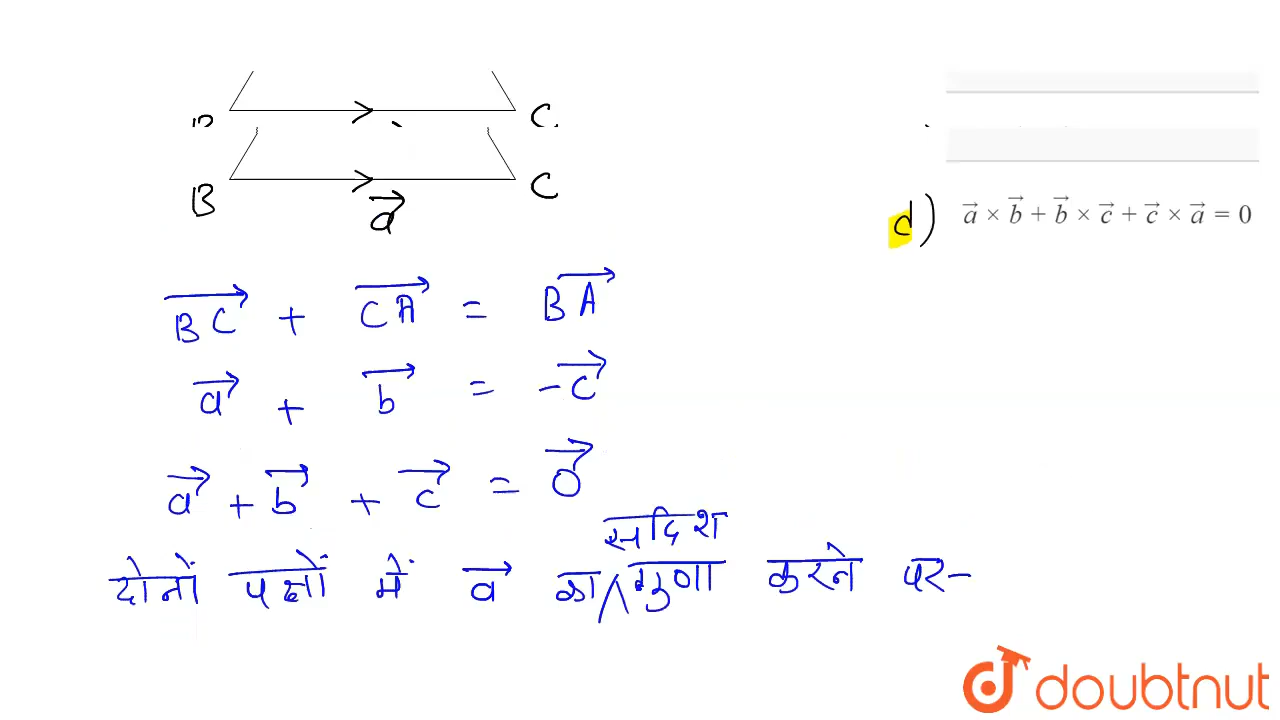 C
B C
a⃗
d) a⃗ × b⃗ + b⃗ × c⃗ + c⃗ × a⃗ = 0
BC⃗ + CA⃗ = BA⃗
a⃗ + b⃗ = -c⃗
a⃗ + b⃗ + c⃗ = 0⃗
सदिश
दोनों पक्षों में a⃗ का ∧ गुणा करने पर-
doubtnut